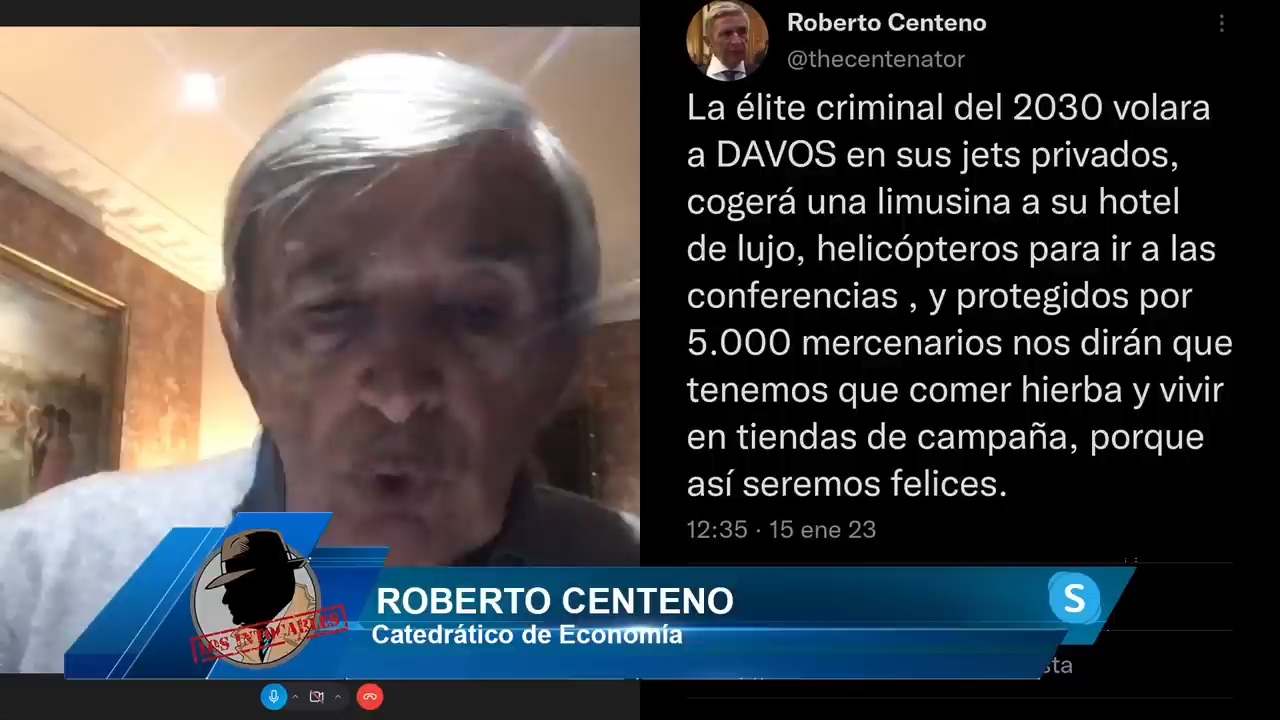 Roberto Centeno
@thecentenator
La élite criminal del 2030 volara
a DAVOS en sus jets privados,
cogerá una limusina a su hotel
de lujo, helicópteros para ir a las
conferencias , y protegidos por
5.000 mercenarios nos dirán que
tenemos que comer hierba y vivir
en tiendas de campaña, porque
así seremos felices.
12:35 · 15 ene 23
ROBERTO CENTENO
Catedrático de Economía
LOS INTOCABLES
S
sta